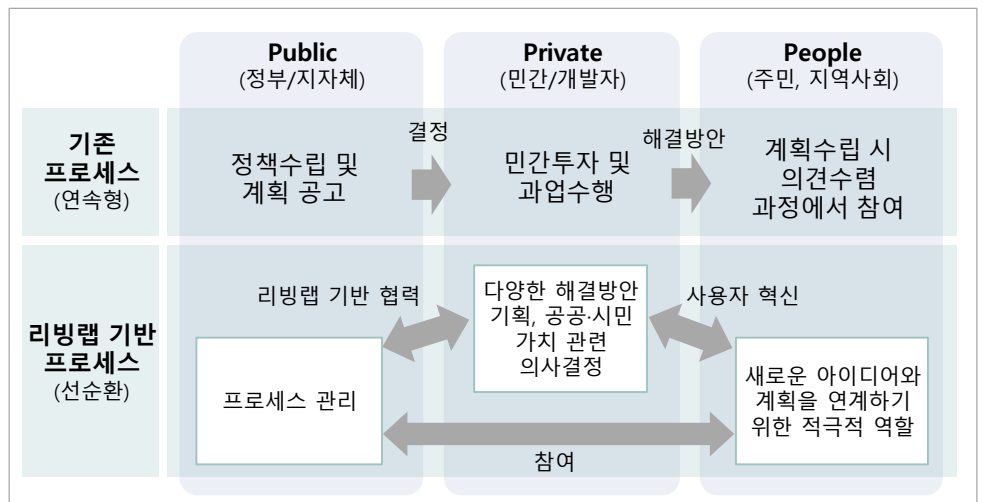 Public
(정부/지자체)
Private
(민간/개발자)
People
(주민, 지역사회)
기존
프로세스
(연속형)
정책수립 및
계획 공고
결정
민간투자 및
과업수행
해결방안
계획수립 시
의견수렴
과정에서 참여
리빙랩 기반
프로세스
(선순환)
리빙랩 기반 협력
다양한 해결방안
기획, 공공·시민
가치 관련
의사결정
사용자 혁신
프로세스 관리
새로운 아이디어와
계획을 연계하기
위한 적극적 역할
참여